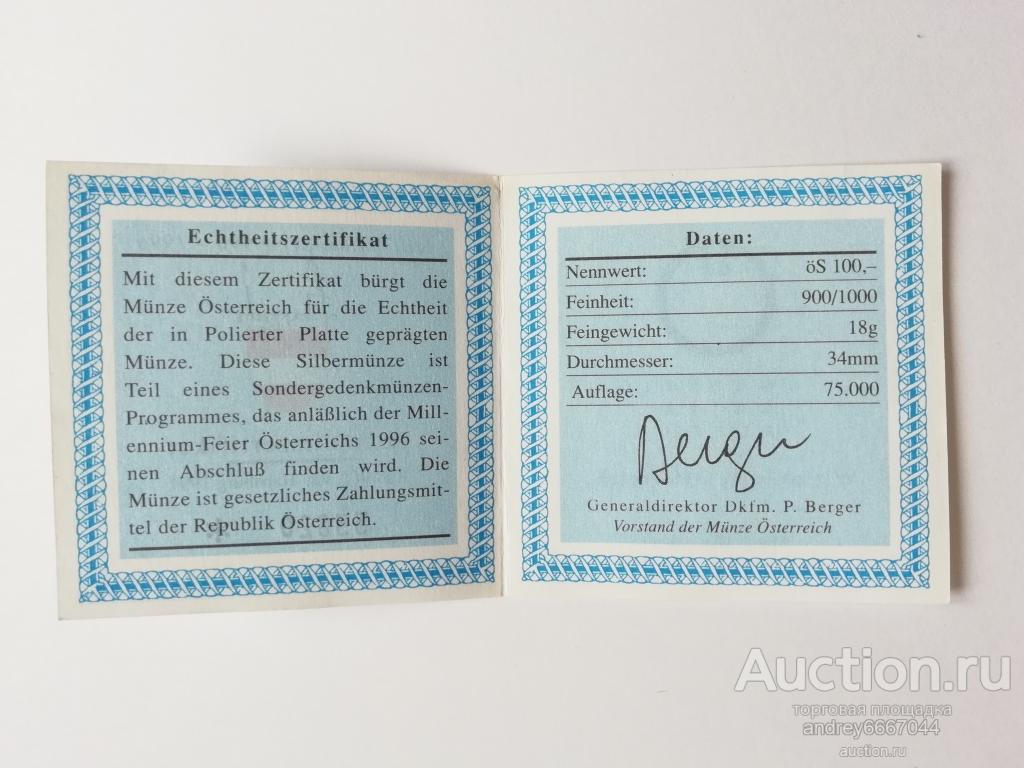 Echtheitszertifikat
Mit diesem Zertifikat bürgt die
Münze Österreich für die Echtheit
der in Polierter Platte geprägten
Münze. Diese Silbermünze ist
Teil eines Sondergedenkmünzen-
Programmes, das anläßlich der Mill-
ennium-Feier Österreichs 1996 sei-
nen Abschluß finden wird. Die
Münze ist gesetzliches Zahlungsmit-
tel der Republik Österreich.
Daten:
Nennwert: öS 100,–
Feinheit: 900/1000
Feingewicht: 18g
Durchmesser: 34mm
Auflage: 75.000
Berger
Generaldirektor Dkfm. P. Berger
Vorstand der Münze Österreich
Auction.ru
торговая площадка
andrey6667044
auction.ru